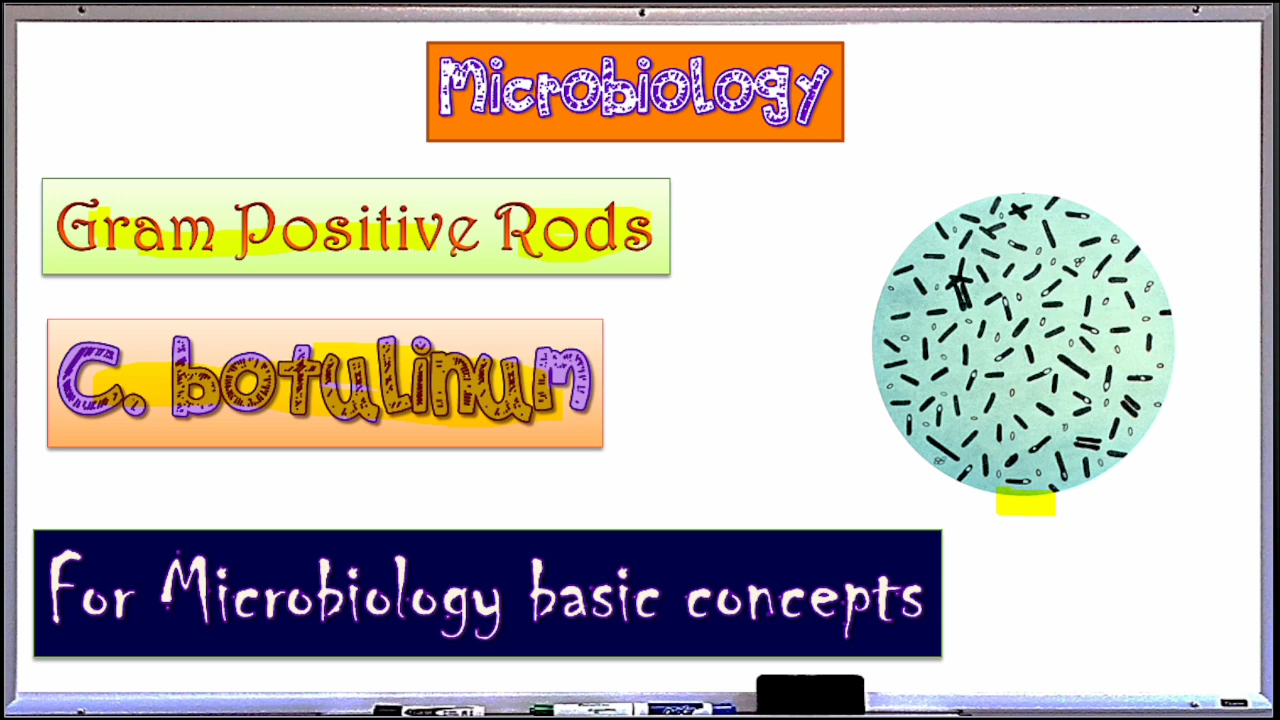 Microbiology
Gram Positive Rods
C. botulinum
For Microbiology basic concepts